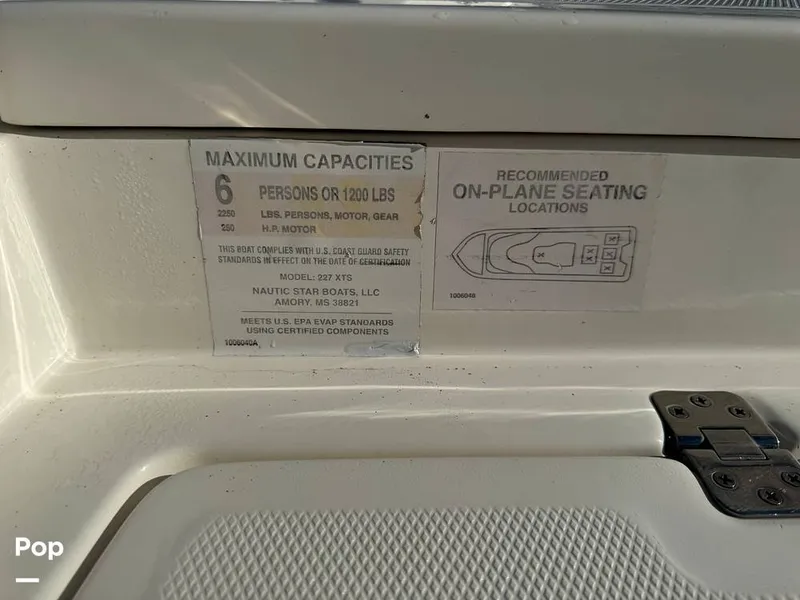 MAXIMUM CAPACITIES
6 PERSONS OR 1200 LBS
2250 LBS. PERSONS, MOTOR, GEAR
250 H.P. MOTOR
THIS BOAT COMPLIES WITH U.S. COAST GUARD SAFETY
STANDARDS IN EFFECT ON THE DATE OF CERTIFICATION
MODEL: 227 XTS
NAUTIC STAR BOATS, LLC
AMORY, MS 38821
MEETS U.S. EPA EVAP STANDARDS
USING CERTIFIED COMPONENTS
1006040A
RECOMMENDED
ON-PLANE SEATING
LOCATIONS
X
X
X X
X X
X
1006046
Pop